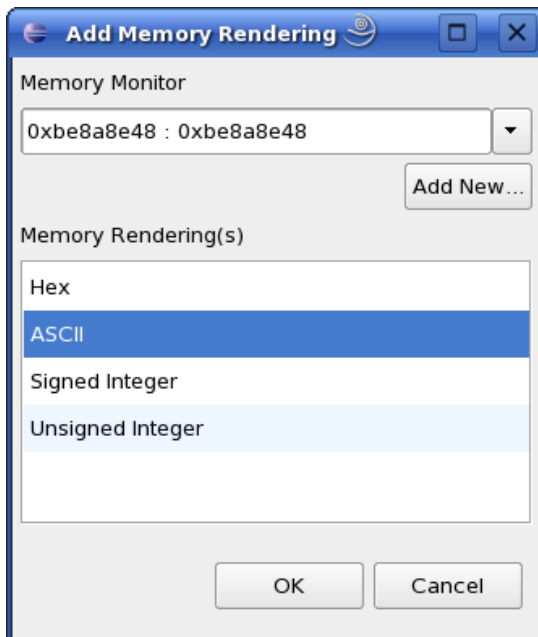 Add Memory Rendering
Memory Monitor
0xbe8a8e48 : 0xbe8a8e48
Add New...
Memory Rendering(s)
Hex
ASCII
Signed Integer
Unsigned Integer
OK
Cancel